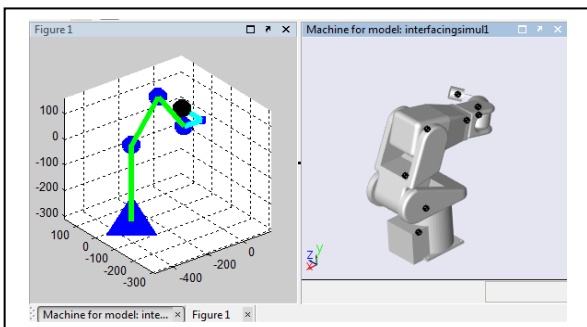 Figure 1
Machine for model: interfacingsimul1
100
0
-100
-200
-300
100
0
-100
-200
-300
-400
-200
0
z y
x
Machine for model: inte... × Figure 1 ×